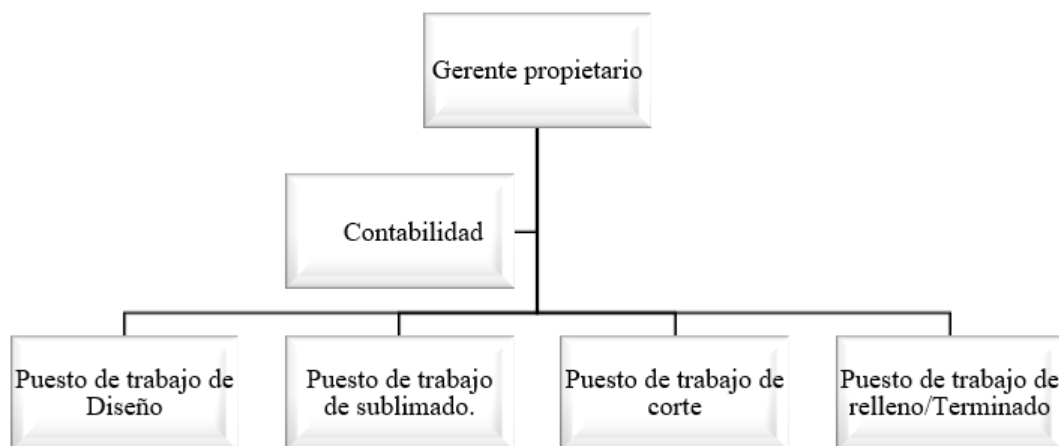 Gerente propietario
Contabilidad
Puesto de trabajo de
Diseño
Puesto de trabajo
de sublimado.
Puesto de trabajo de
corte
Puesto de trabajo de
relleno/Terminado